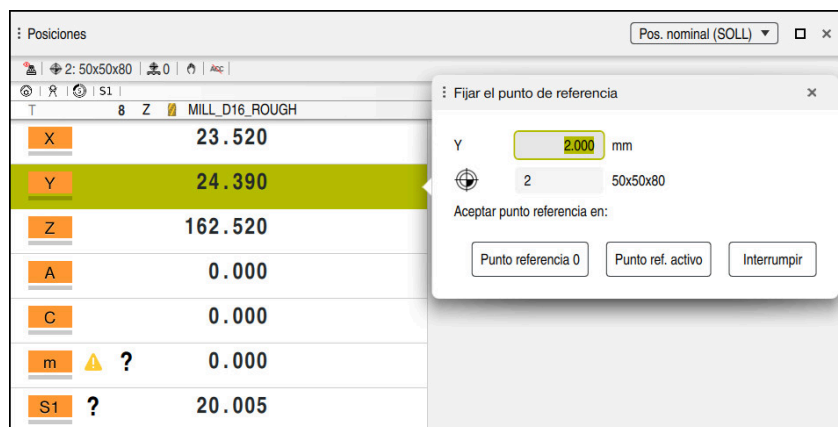 Posiciones
Pos. nominal (SOLL)
2: 50x50x80 0 ACC
S1
T 8 Z MILL_D16_ROUGH
X 23.520
Y 24.390
Z 162.520
A 0.000
C 0.000
m ? 0.000
S1 ? 20.005
Fijar el punto de referencia
Y 2.000 mm
2 50x50x80
Aceptar punto referencia en:
Punto referencia 0 Punto ref. activo Interrumpir